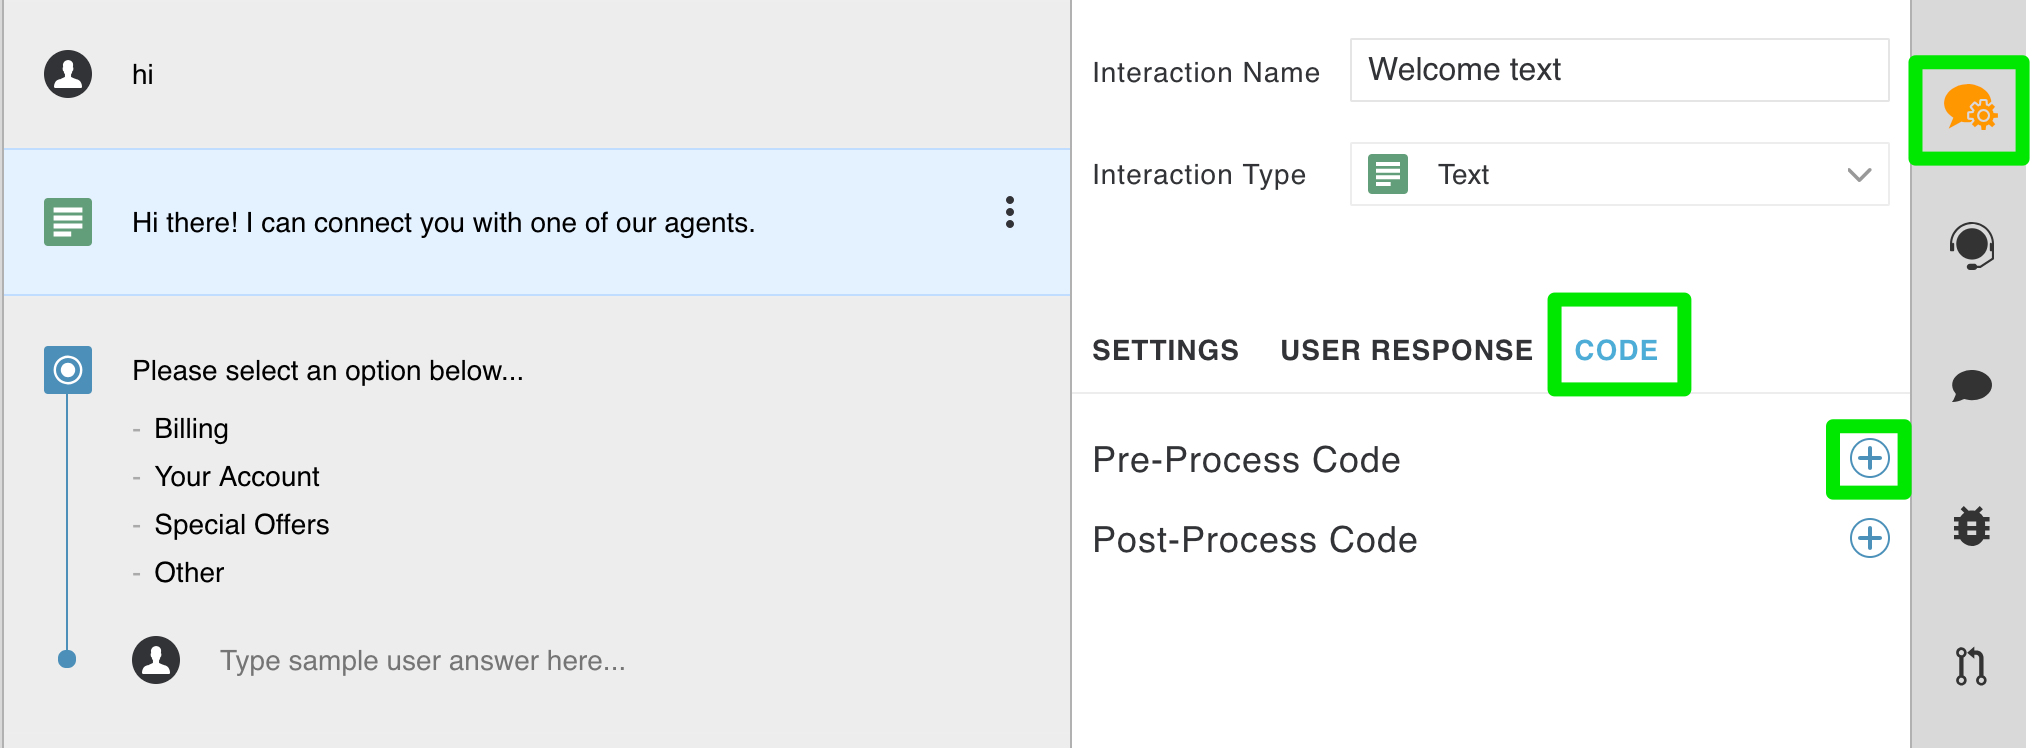 hi
Hi there! I can connect you with one of our agents.
Please select an option below...
- Billing
- Your Account
- Special Offers
- Other
Type sample user answer here...
Interaction Name Welcome text
Interaction Type Text
SETTINGS USER RESPONSE CODE
Pre-Process Code
Post-Process Code